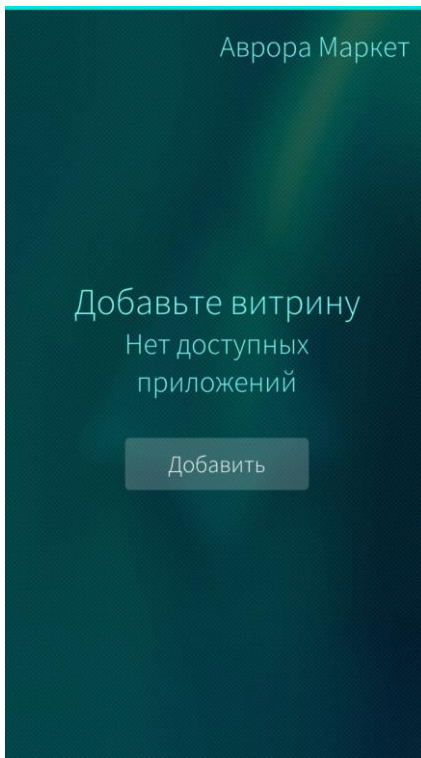 Аврора Маркет
Добавьте витрину
Нет доступных
приложений
Добавить